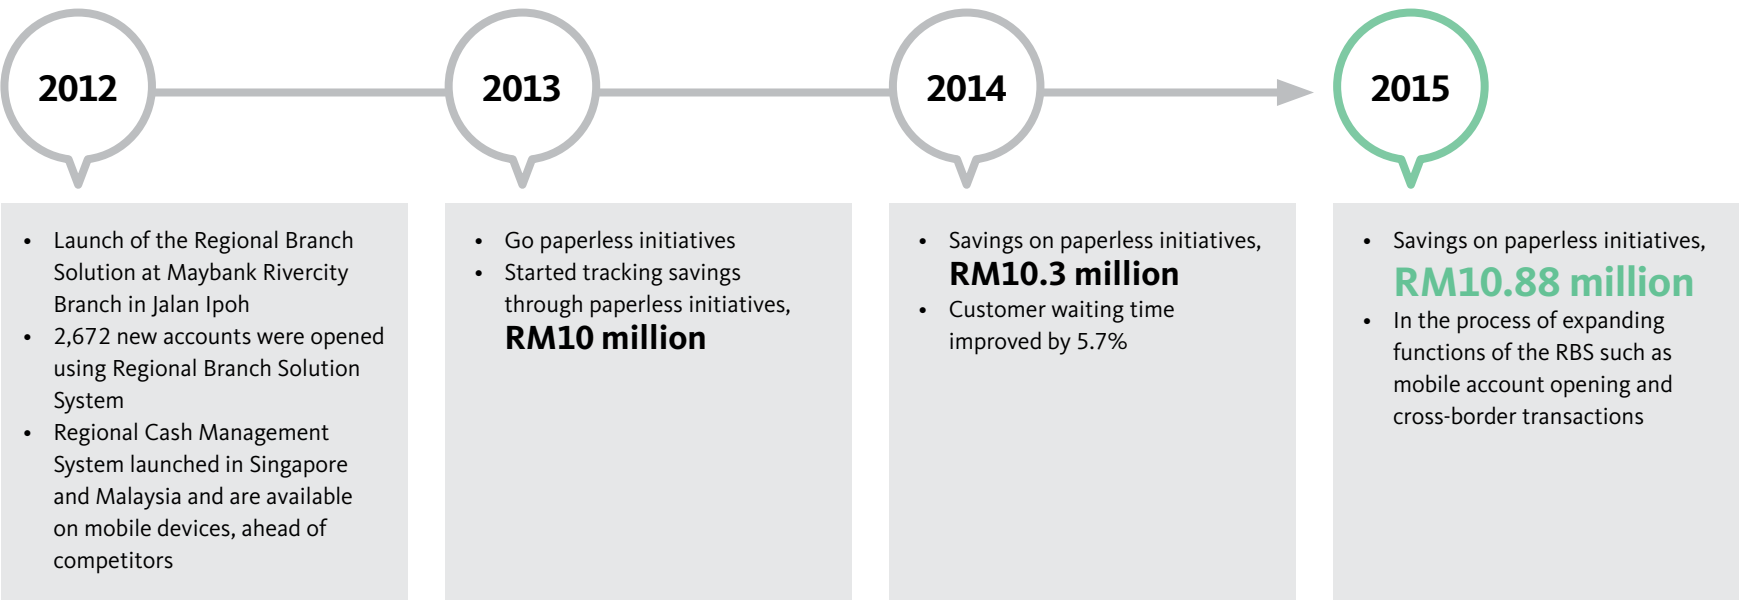 2012
• Launch of the Regional Branch
Solution at Maybank Rivercity
Branch in Jalan Ipoh
• 2,672 new accounts were opened
using Regional Branch Solution
System
• Regional Cash Management
System launched in Singapore
and Malaysia and are available
on mobile devices, ahead of
competitors
2013
• Go paperless initiatives
• Started tracking savings
through paperless initiatives,
RM10 million
2014
• Savings on paperless initiatives,
RM10.3 million
• Customer waiting time
improved by 5.7%
2015
• Savings on paperless initiatives,
RM10.88 million
• In the process of expanding
functions of the RBS such as
mobile account opening and
cross-border transactions